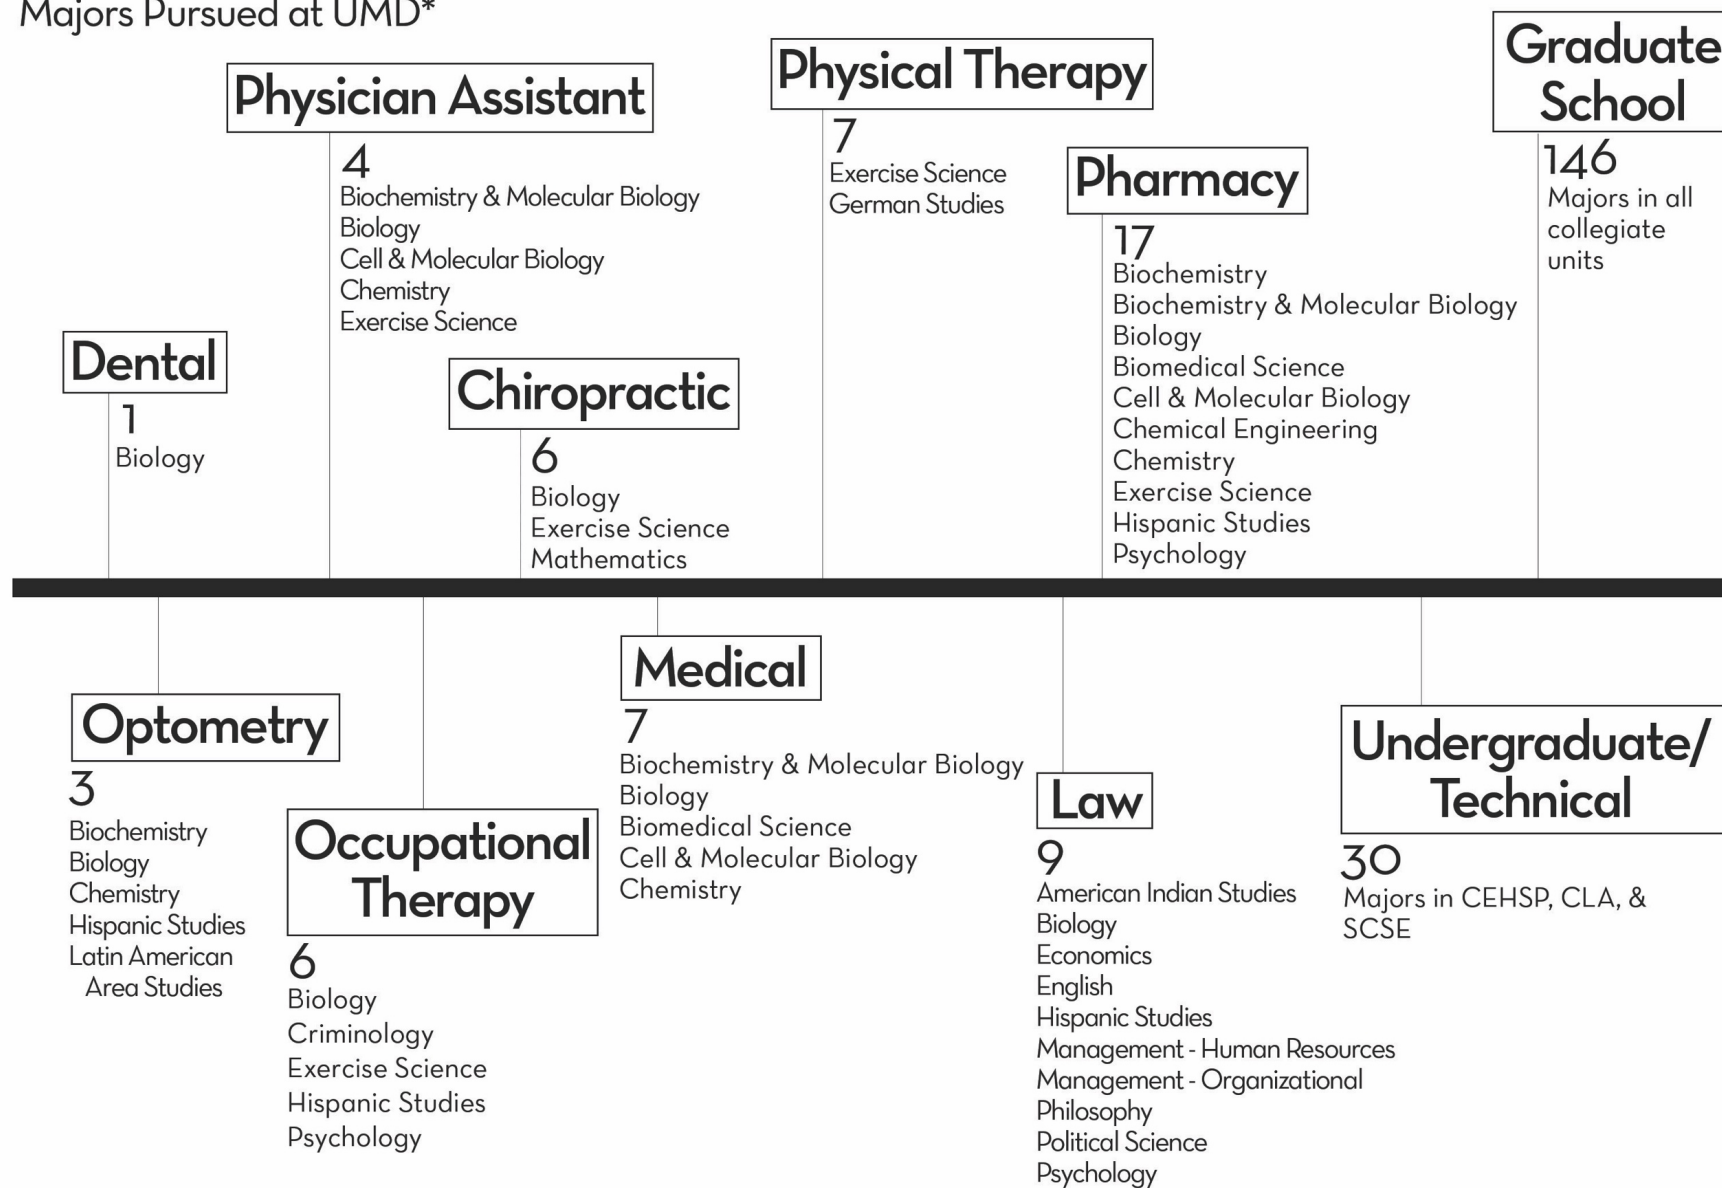 Majors Pursued at UMD*
Physician Assistant
4
Biochemistry & Molecular Biology
Biology
Cell & Molecular Biology
Chemistry
Exercise Science
Physical Therapy
7
Exercise Science
German Studies
Graduate
School
146
Majors in all
collegiate
units
Pharmacy
17
Biochemistry
Biochemistry & Molecular Biology
Biology
Biomedical Science
Cell & Molecular Biology
Chemical Engineering
Chemistry
Exercise Science
Hispanic Studies
Psychology
Dental
1
Biology
Chiropractic
6
Biology
Exercise Science
Mathematics
Optometry
3
Biochemistry
Biology
Chemistry
Hispanic Studies
Latin American
Area Studies
Occupational
Therapy
6
Biology
Criminology
Exercise Science
Hispanic Studies
Psychology
Medical
7
Biochemistry & Molecular Biology
Biology
Biomedical Science
Cell & Molecular Biology
Chemistry
Law
9
American Indian Studies
Biology
Economics
English
Hispanic Studies
Management - Human Resources
Management - Organizational
Philosophy
Political Science
Psychology
Undergraduate/
Technical
30
Majors in CEHSP, CLA, &
SCSE